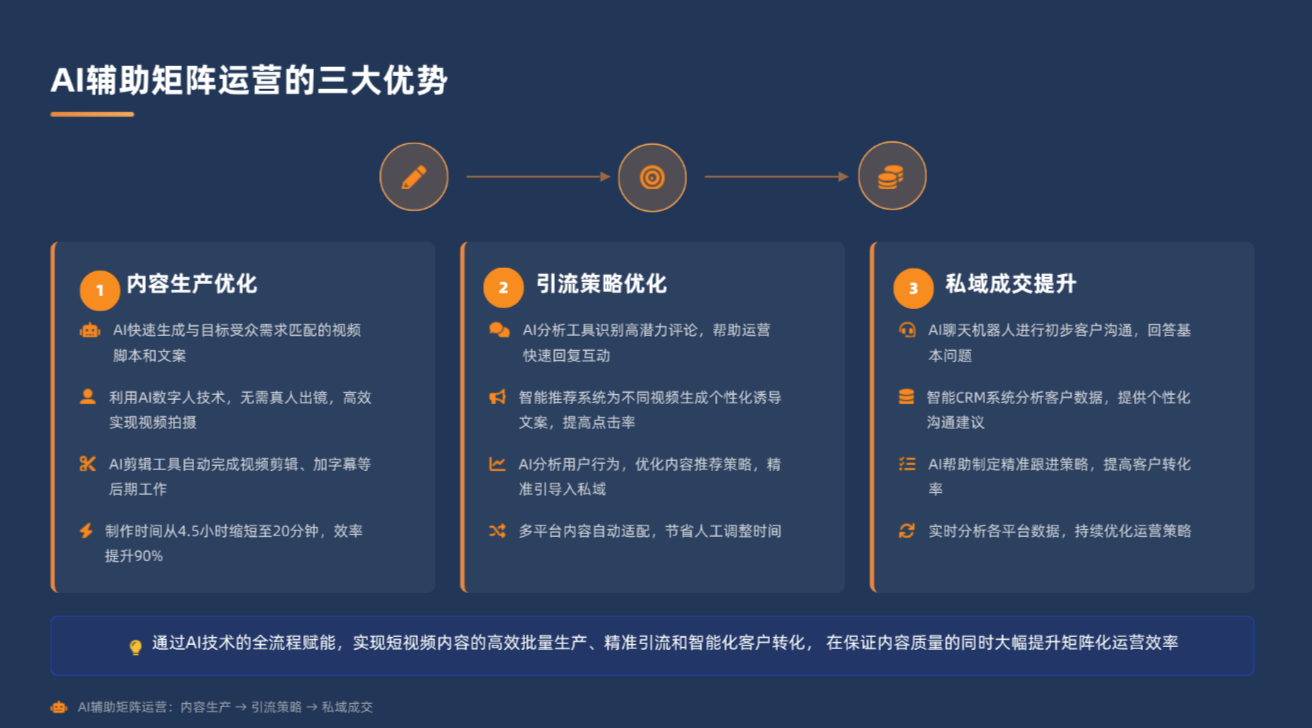 AI辅助矩阵运营的三大优势
1 内容生产优化
AI快速生成与目标受众需求匹配的视频
脚本和文案
利用AI数字人技术，无需真人出镜，高效
实现视频拍摄
AI剪辑工具自动完成视频剪辑、加字幕等
后期工作
制作时间从4.5小时缩短至20分钟，效率
提升90%
2 引流策略优化
AI分析工具识别高潜力评论，帮助运营
快速回复互动
智能推荐系统为不同视频生成个性化诱导
文案，提高点击率
AI分析用户行为，优化内容推荐策略，精
准引导入私域
多平台内容自动适配，节省人工调整时间
3 私域成交提升
AI聊天机器人进行初步客户沟通，回答基
本问题
智能CRM系统分析客户数据，提供个性化
沟通建议
AI帮助制定精准跟进策略，提高客户转化
率
实时分析各平台数据，持续优化运营策略
通过AI技术的全流程赋能，实现短视频内容的高效批量生产、精准引流和智能化客户转化， 在保证内容质量的同时大幅提升矩阵化运营效率
AI辅助矩阵运营：内容生产 → 引流策略 → 私域成交